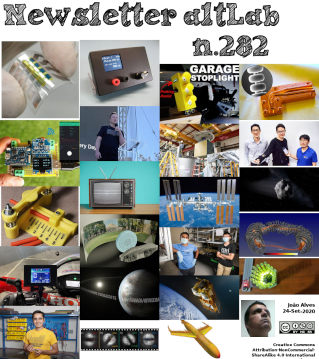 Newsletter altLab
n.282
GARAGE
STOPLIGHT
João Alves
24-Set-2020
Creative Commons
Attribution-NonCommercial-
ShareAlike 4.0 International